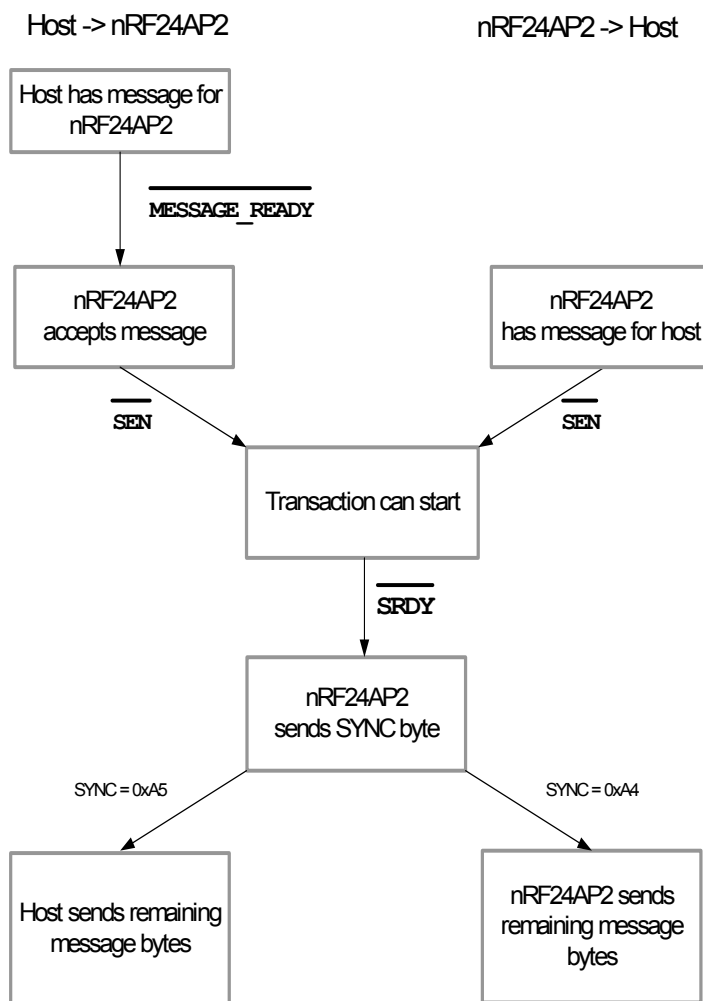 Host -> nRF24AP2
nRF24AP2 -> Host
Host has message for
nRF24AP2
MESSAGE_READY
nRF24AP2
accepts message
nRF24AP2
has message for host
SEN
SEN
Transaction can start
SRDY
nRF24AP2
sends SYNC byte
SYNC = 0xA5
SYNC = 0xA4
Host sends remaining
message bytes
nRF24AP2 sends
remaining message
bytes